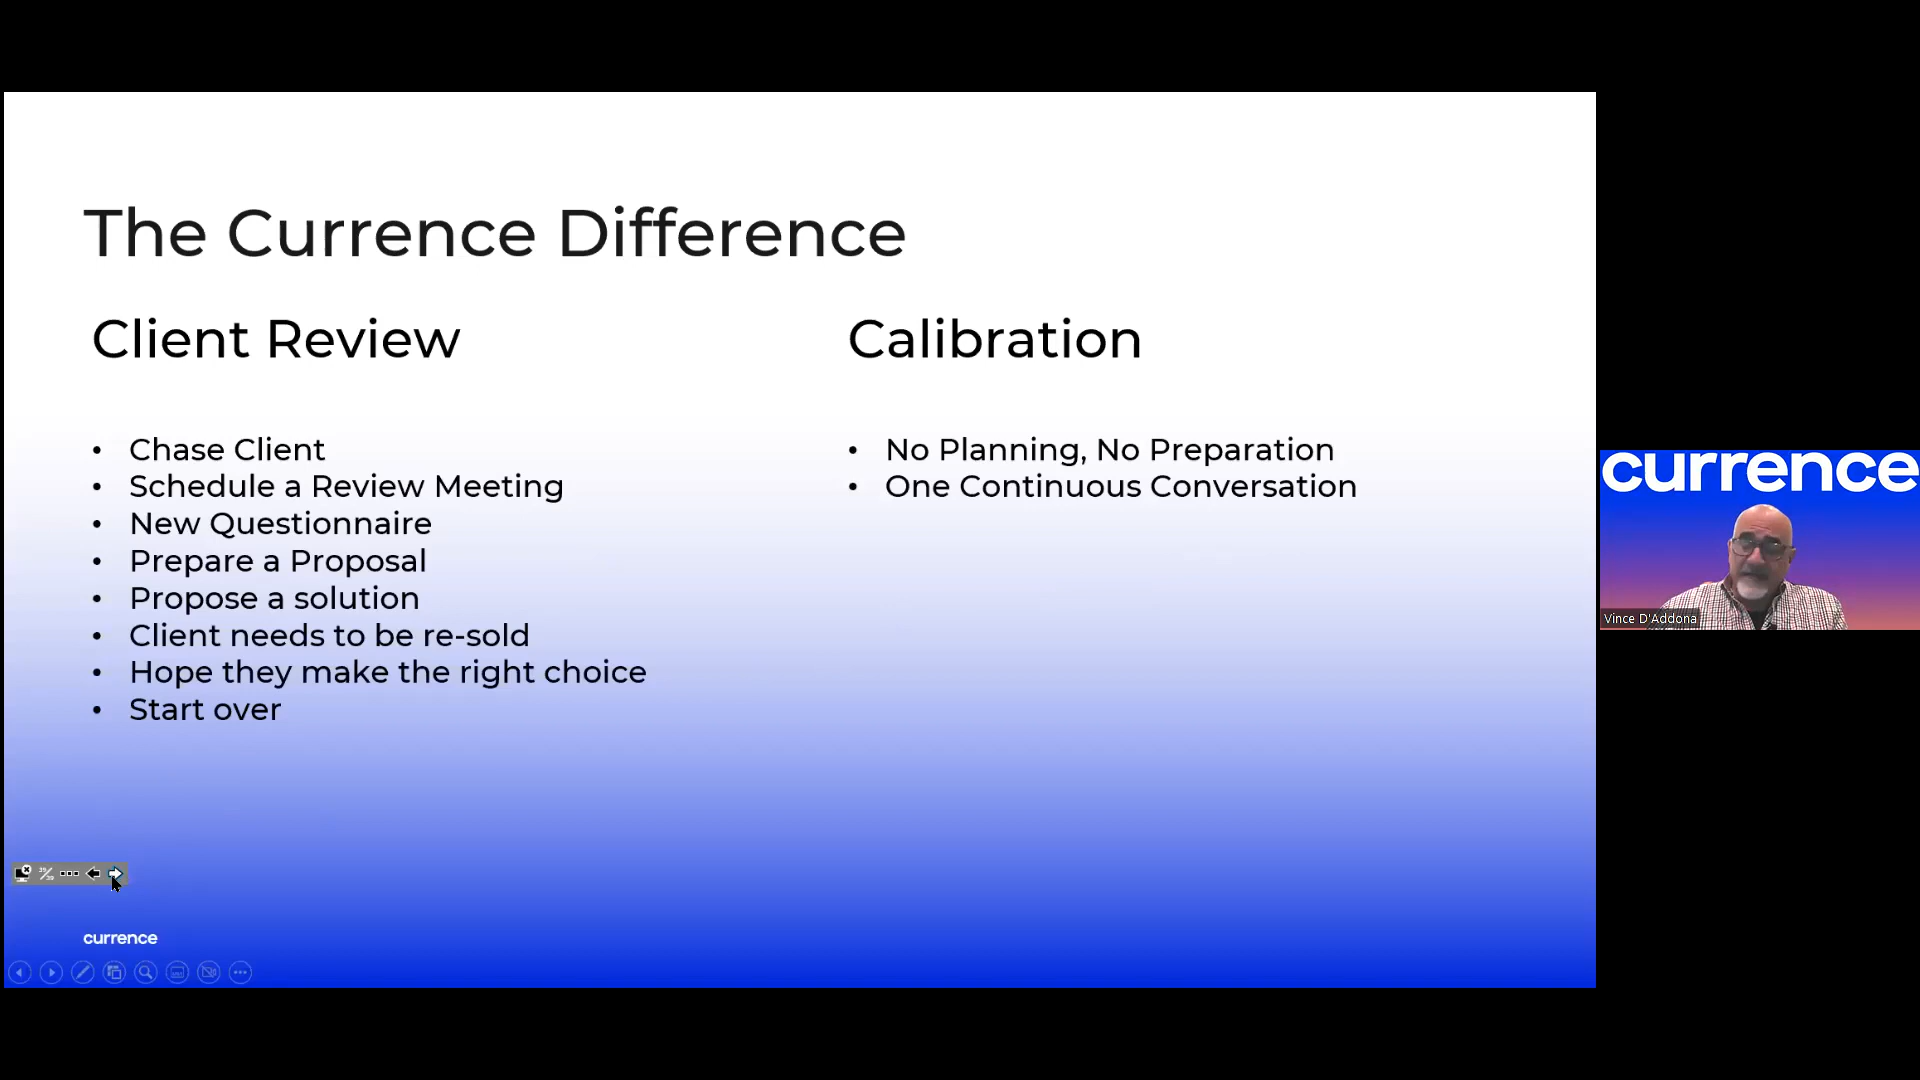 The Currence Difference
Client Review
• Chase Client
• Schedule a Review Meeting
• New Questionnaire
• Prepare a Proposal
• Propose a solution
• Client needs to be re-sold
• Hope they make the right choice
• Start over
Calibration
• No Planning, No Preparation
• One Continuous Conversation
currence
currence
Vince D'Addona